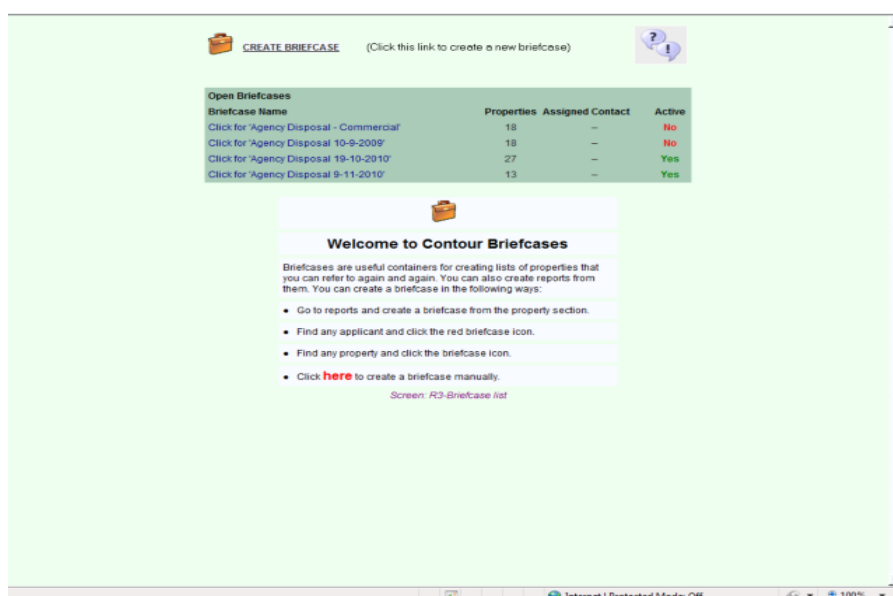 CREATE BRIEFCASE (Click this link to create a new briefcase)
Open Briefcases
Briefcase Name Properties Assigned Contact Active
Click for 'Agency Disposal - Commercial' 18 – No
Click for 'Agency Disposal 10-9-2009' 18 – No
Click for 'Agency Disposal 19-10-2010' 27 – Yes
Click for 'Agency Disposal 9-11-2010' 13 – Yes
Welcome to Contour Briefcases
Briefcases are useful containers for creating lists of properties that
you can refer to again and again. You can also create reports from
them. You can create a briefcase in the following ways:
• Go to reports and create a briefcase from the property section.
• Find any applicant and click the red briefcase icon.
• Find any property and click the briefcase icon.
• Click here to create a briefcase manually.
Screen: R3-Briefcase list
Internet | Protected Mode: Off 100%